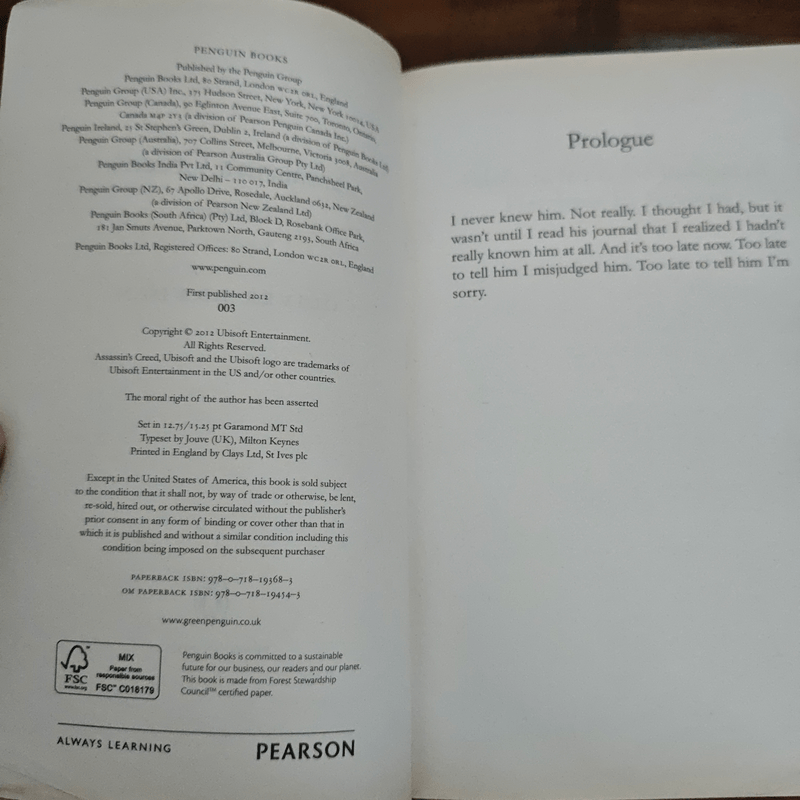 PENGUIN BOOKS
Published by the Penguin Group
Penguin Books Ltd, 80 Strand, London WC2R 0RL, England
Penguin Group (USA) Inc., 375 Hudson Street, New York, New York 10014, USA
Penguin Group (Canada), 90 Eglinton Avenue East, Suite 700, Toronto, Ontario,
Canada M4P 2Y3 (a division of Pearson Penguin Canada Inc.)
Penguin Ireland, 25 St Stephen's Green, Dublin 2, Ireland (a division of Penguin Books Ltd)
Penguin Group (Australia), 707 Collins Street, Melbourne, Victoria 3008, Australia
(a division of Pearson Australia Group Pty Ltd)
Penguin Books India Pvt Ltd, 11 Community Centre, Panchsheel Park,
New Delhi – 110 017, India
Penguin Group (NZ), 67 Apollo Drive, Rosedale, Auckland 0632, New Zealand
(a division of Pearson New Zealand Ltd)
Penguin Books (South Africa) (Pty) Ltd, Block D, Rosebank Office Park,
181 Jan Smuts Avenue, Parktown North, Gauteng 2193, South Africa
Penguin Books Ltd, Registered Offices: 80 Strand, London WC2R 0RL, England
www.penguin.com
First published 2012
003
Copyright © 2012 Ubisoft Entertainment.
All Rights Reserved.
Assassin's Creed, Ubisoft and the Ubisoft logo are trademarks of
Ubisoft Entertainment in the US and/or other countries.
The moral right of the author has been asserted
Set in 12.75/15.25 pt Garamond MT Std
Typeset by Jouve (UK), Milton Keynes
Printed in England by Clays Ltd, St Ives plc
Except in the United States of America, this book is sold subject
to the condition that it shall not, by way of trade or otherwise, be lent,
re-sold, hired out, or otherwise circulated without the publisher's
prior consent in any form of binding or cover other than that in
which it is published and without a similar condition including this
condition being imposed on the subsequent purchaser
PAPERBACK ISBN: 978-0-718-19368-3
OM PAPERBACK ISBN: 978-0-718-19454-3
www.greenpenguin.co.uk
FSC
www.fsc.org
MIX
Paper from
responsible sources
FSC™ C018179
Penguin Books is committed to a sustainable
future for our business, our readers and our planet.
This book is made from Forest Stewardship
Council™ certified paper.
ALWAYS LEARNING
PEARSON
Prologue
I never knew him. Not really. I thought I had, but it
wasn't until I read his journal that I realized I hadn't
really known him at all. And it's too late now. Too late
to tell him I misjudged him. Too late to tell him I'm
sorry.